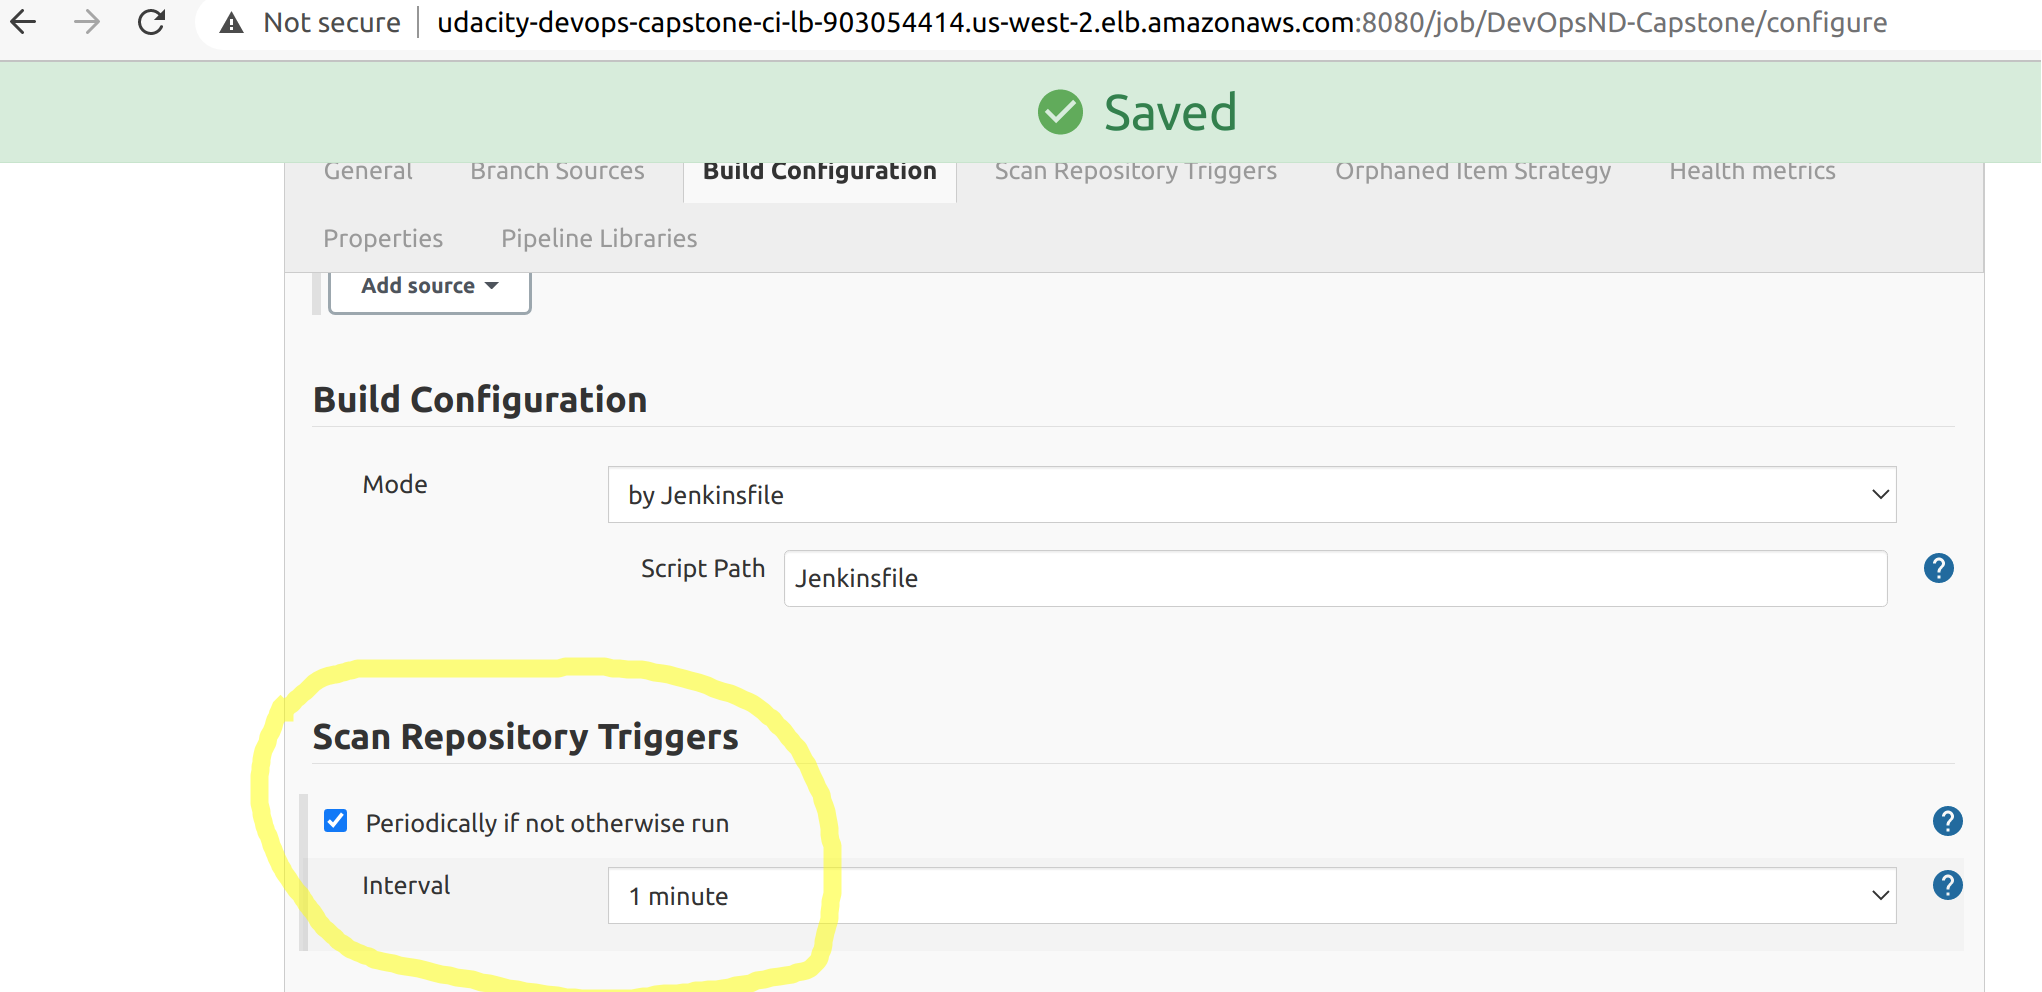 Not secure udacity-devops-capstone-ci-lb-903054414.us-west-2.elb.amazonaws.com:8080/job/DevOpsND-Capstone/configure
Saved
General Branch Sources Build Configuration Scan Repository Triggers Orphaned Item Strategy Health metrics
Properties Pipeline Libraries
Add source
Build Configuration
Mode by Jenkinsfile
Script Path Jenkinsfile ?
Scan Repository Triggers
Periodically if not otherwise run ?
Interval 1 minute ?